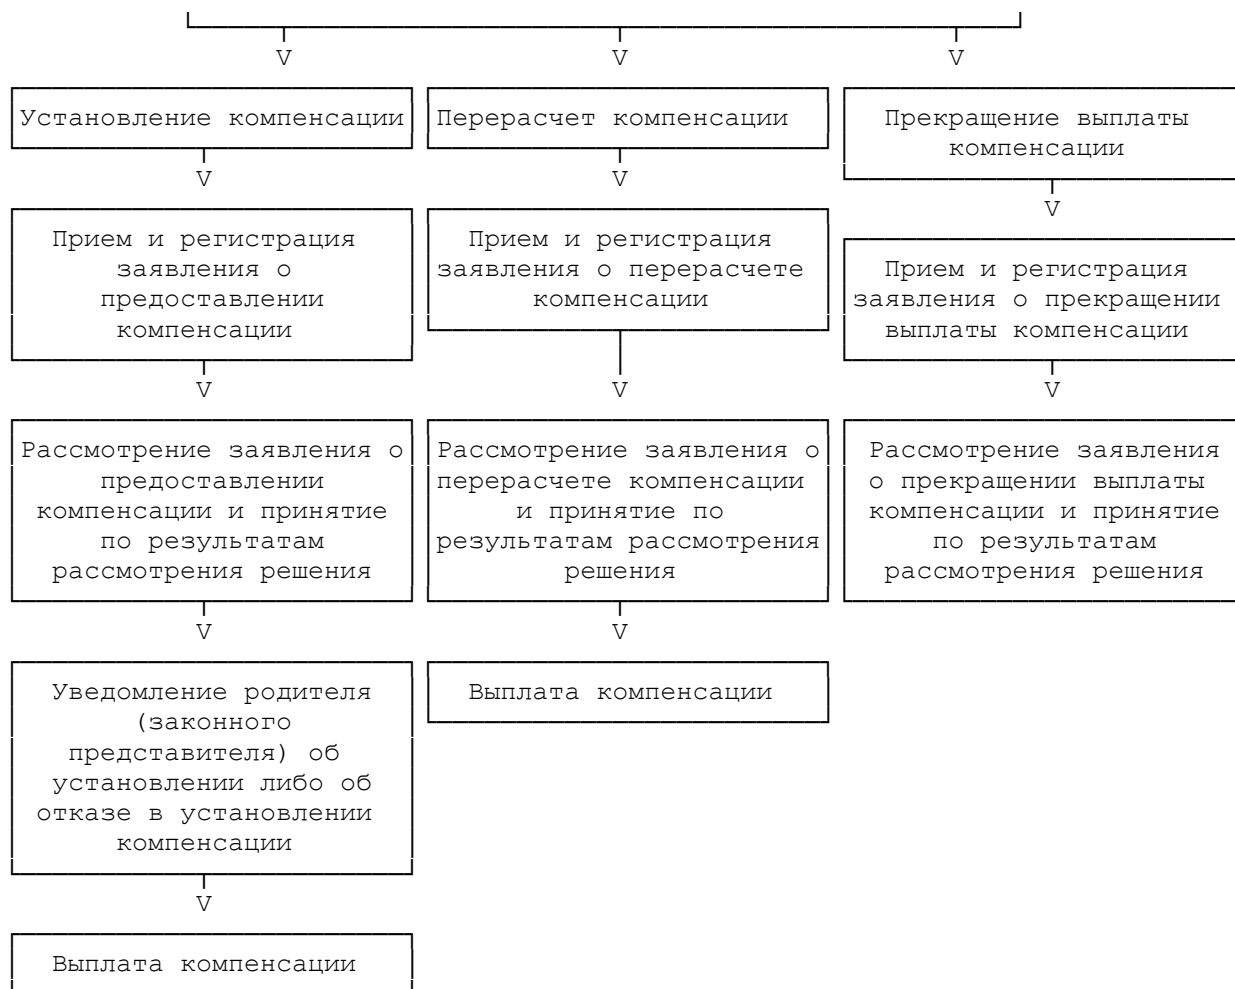 V V V
Установление компенсации
Перерасчет компенсации
Прекращение выплаты
компенсации
V
V
V
Прием и регистрация
заявления о
предоставлении
компенсации
Прием и регистрация
заявления о перерасчете
компенсации
Прием и регистрация
заявления о прекращении
выплаты компенсации
V
V
V
Рассмотрение заявления о
предоставлении
компенсации и принятие
по результатам
рассмотрения решения
Рассмотрение заявления о
перерасчете компенсации
и принятие по
результатам рассмотрения
решения
Рассмотрение заявления
о прекращении выплаты
компенсации и принятие
по результатам
рассмотрения решения
V
V
Уведомление родителя
(законного
представителя) об
установлении либо об
отказе в установлении
компенсации
Выплата компенсации
V
Выплата компенсации